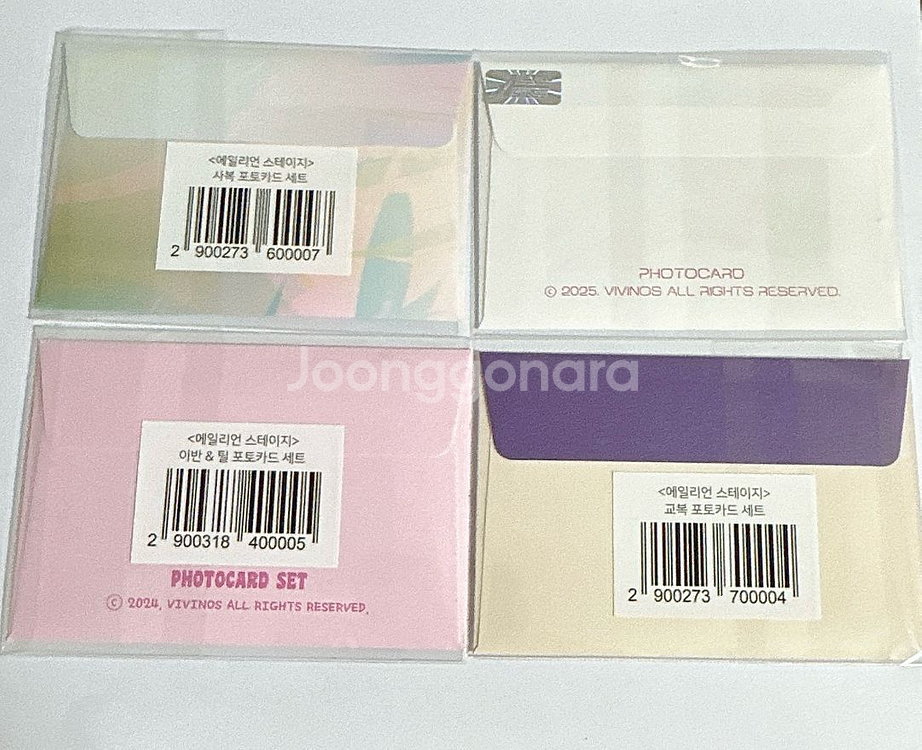 <에일리언 스테이지>
사복 포토카드 세트
2 900273 600007
PHOTOCARD
© 2025. VIVINOS ALL RIGHTS RESERVED.
Joonggonara
<에일리언 스테이지>
이반 & 틸 포토카드 세트
2 900318 400005
PHOTOCARD SET
© 2024. VIVINOS ALL RIGHTS RESERVED.
<에일리언 스테이지>
교복 포토카드 세트
2 900273 700004